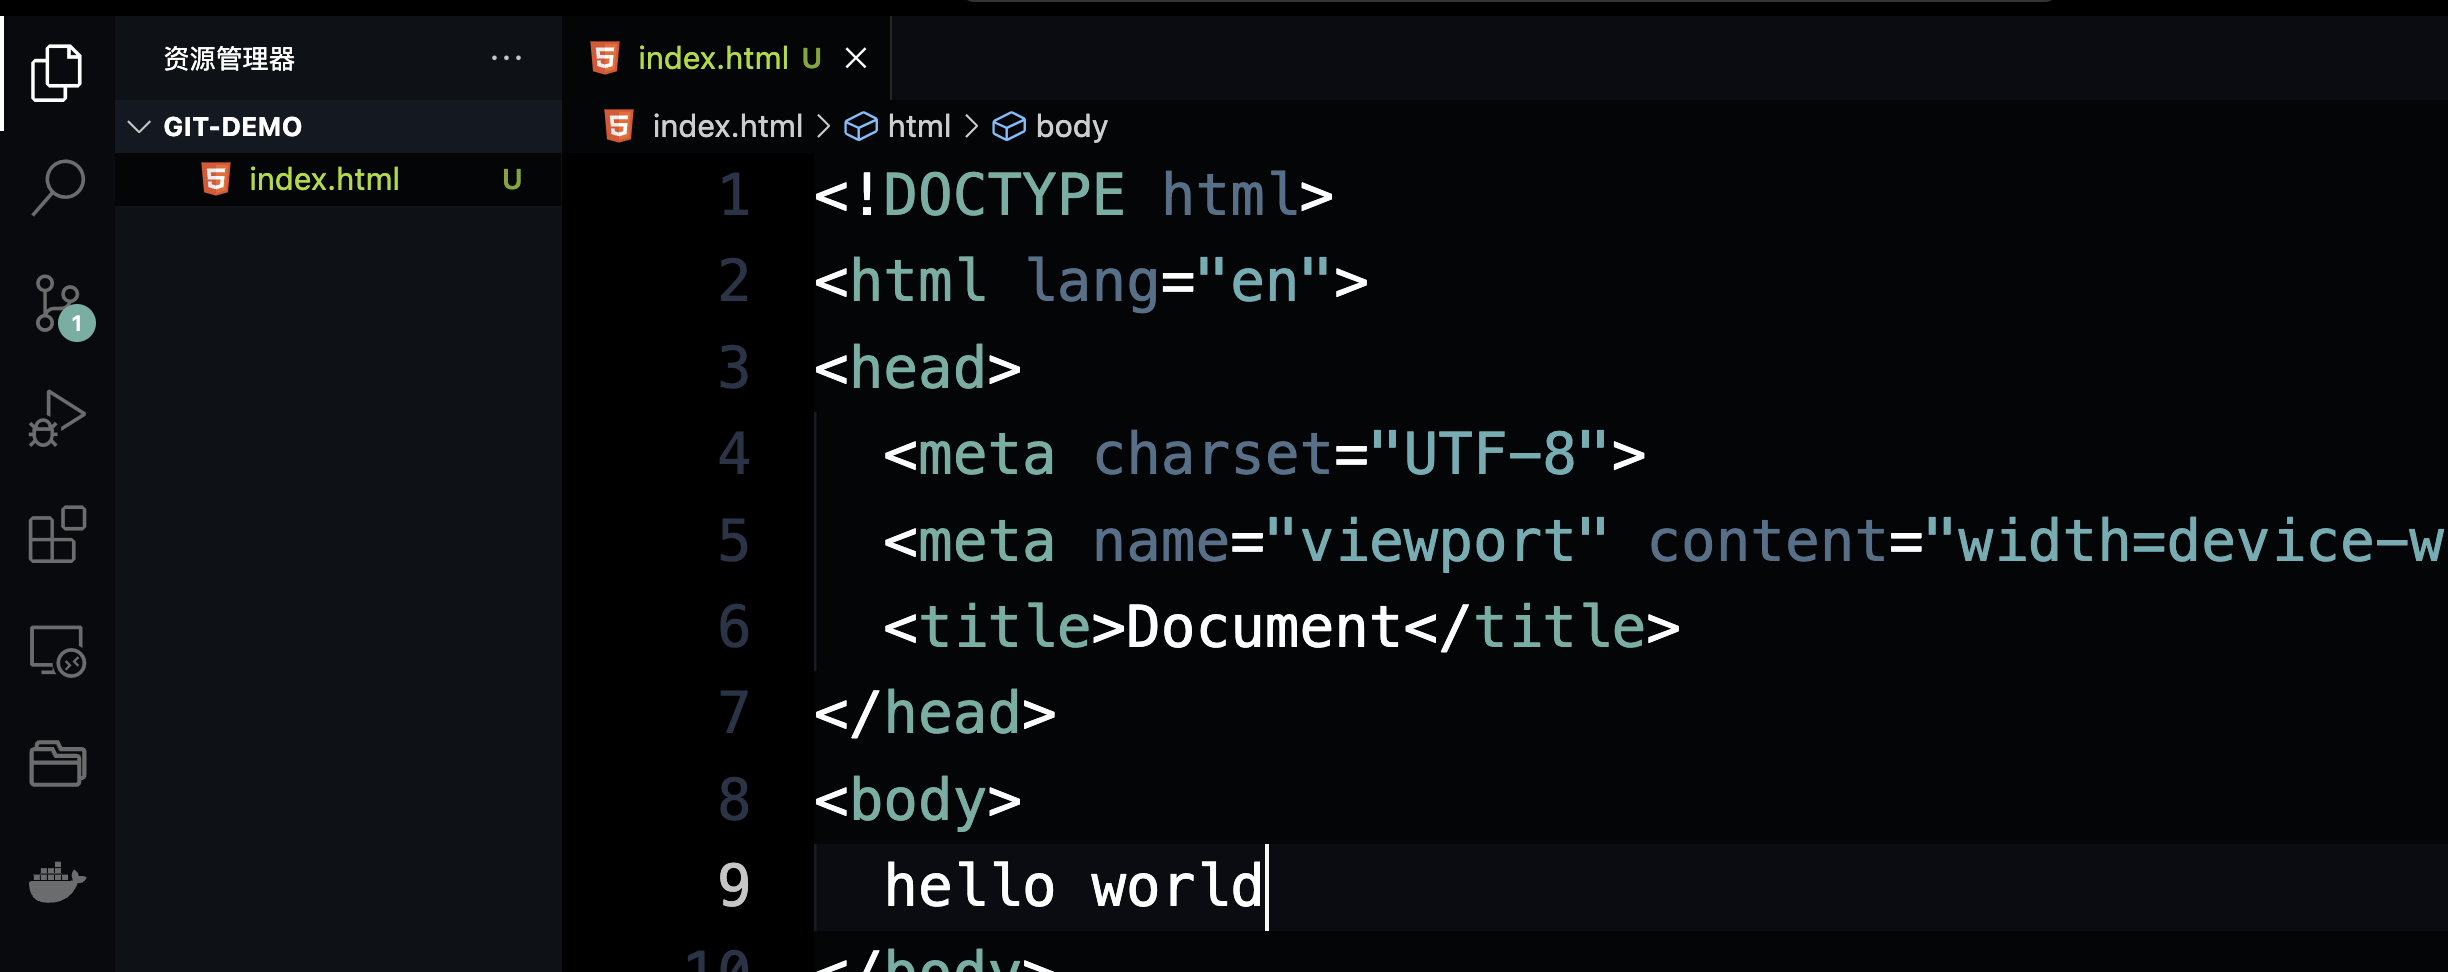 资源管理器 ...
GIT-DEMO
index.html U
index.html U
index.html > html > body
1 <!DOCTYPE html>
2 <html lang="en">
3 <head>
4 <meta charset="UTF-8">
5 <meta name="viewport" content="width=device-w
6 <title>Document</title>
7 </head>
8 <body>
9 hello world
10 </body>
1